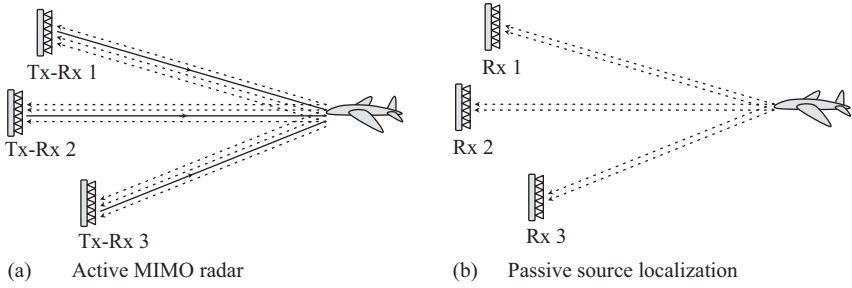 Tx-Rx 1
Tx-Rx 2
Tx-Rx 3
(a) Active MIMO radar
Rx 1
Rx 2
Rx 3
(b) Passive source localization